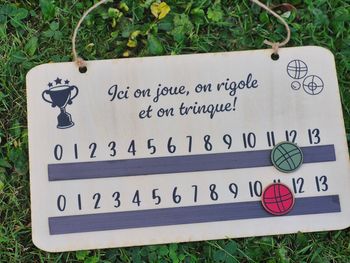 Ici on joue, on rigole
et on trinque!
0 1 2 3 4 5 6 7 8 9 10 11 12 13
0 1 2 3 4 5 6 7 8 9 10 11 12 13